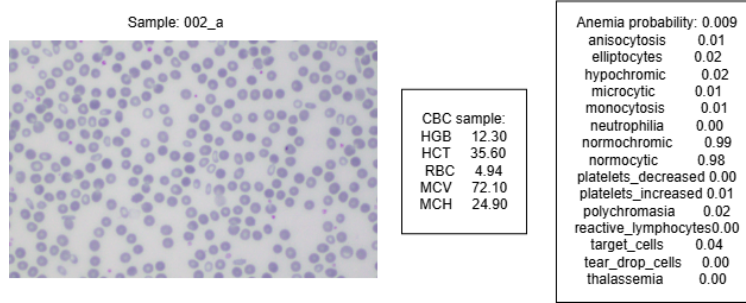 Sample: 002_a
CBC sample:
HGB 12.30
HCT 35.60
RBC 4.94
MCV 72.10
MCH 24.90
Anemia probability: 0.009
anisocytosis 0.01
elliptocytes 0.02
hypochromic 0.02
microcytic 0.01
monocytosis 0.01
neutrophilia 0.00
normochromic 0.99
normocytic 0.98
platelets_decreased 0.00
platelets_increased 0.01
polychromasia 0.02
reactive_lymphocytes0.00
target_cells 0.04
tear_drop_cells 0.00
thalassemia 0.00